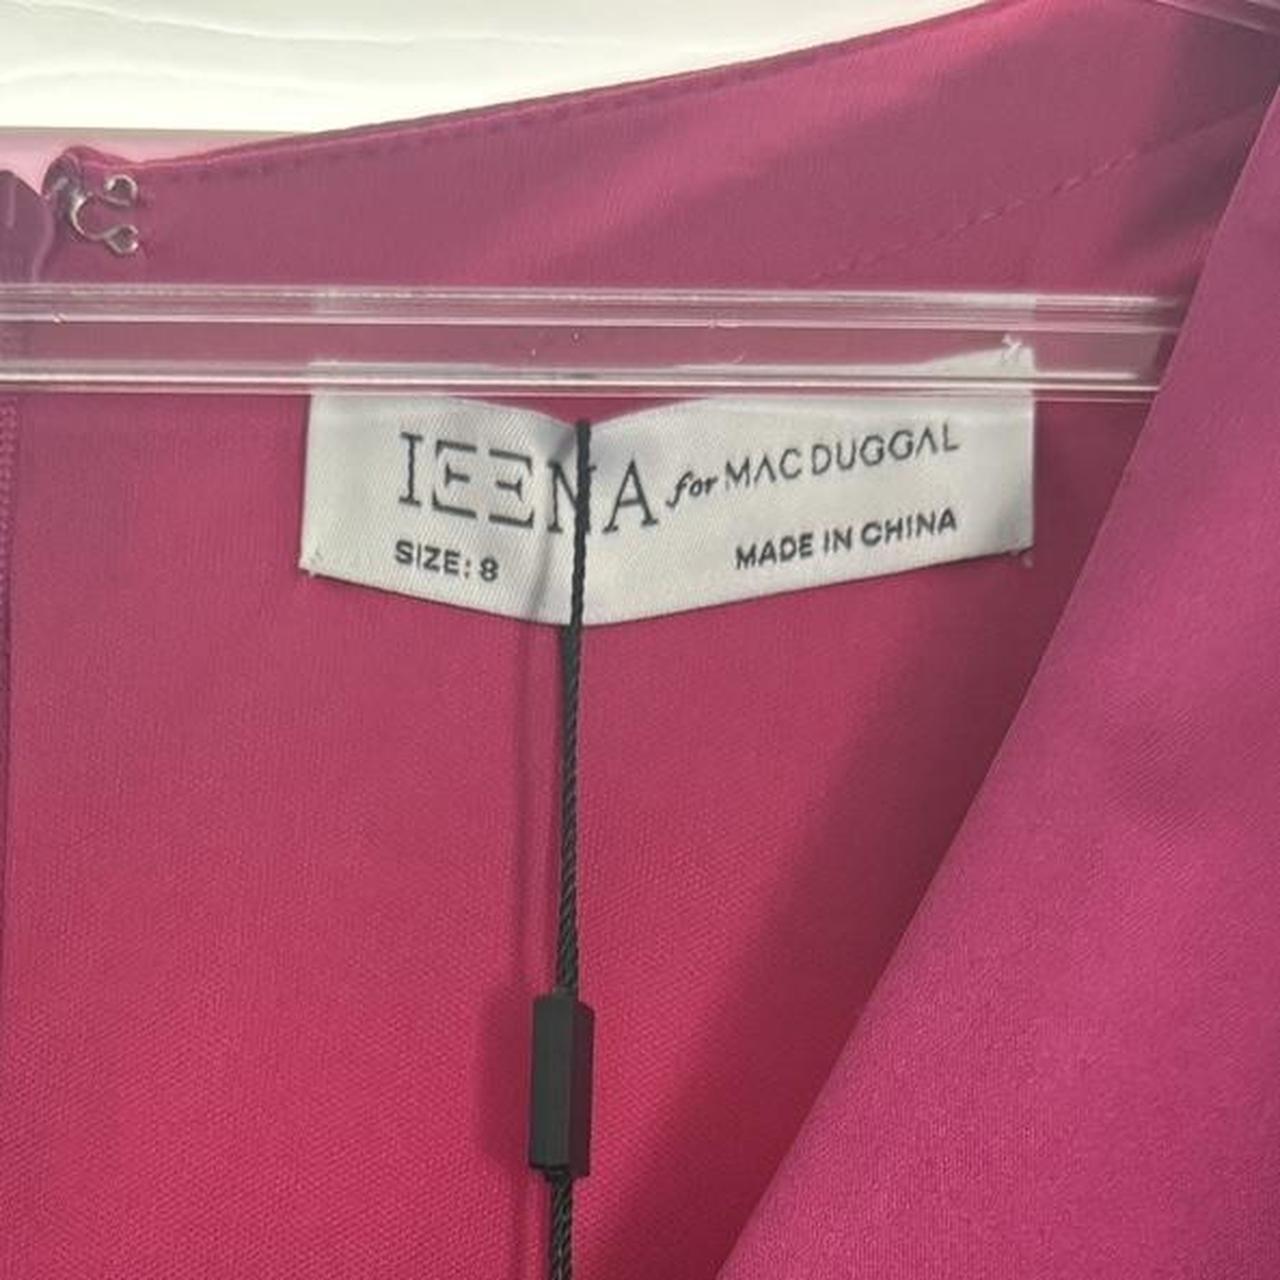 IEENA for MAC DUGGAL
SIZE: 8
MADE IN CHINA